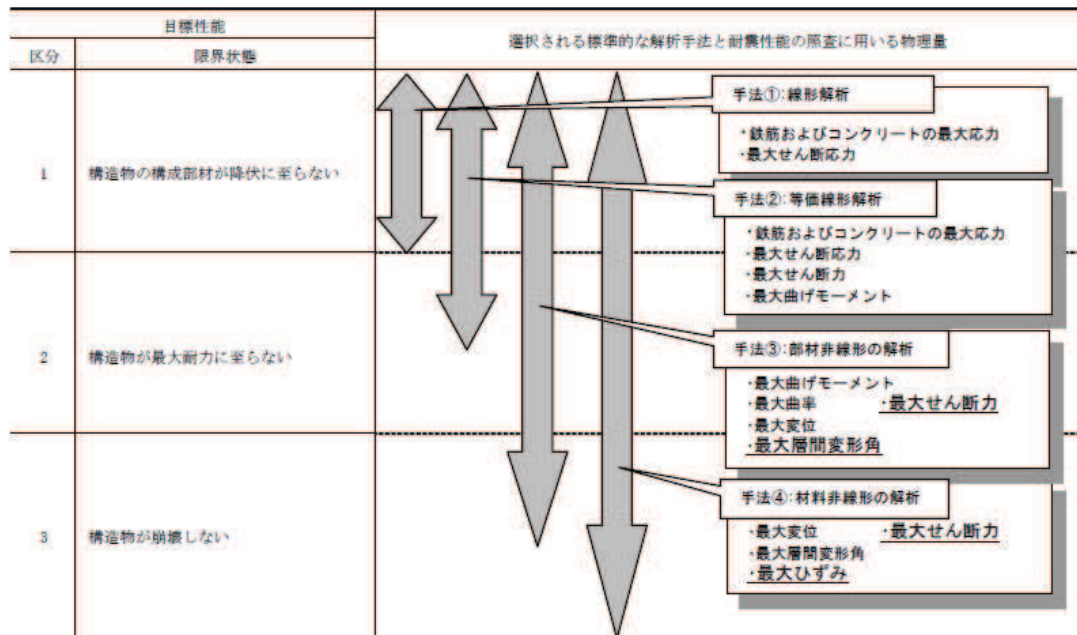 目標性能
選択される標準的な解析手法と耐震性能の照査に用いる物理量
区分
限界状態
1
構造物の構成部材が降伏に至らない
2
構造物が最大耐力に至らない
3
構造物が崩壊しない
手法①:線形解析
・鉄筋およびコンクリートの最大応力
・最大せん断応力
手法②:等価線形解析
・鉄筋およびコンクリートの最大応力
・最大せん断応力
・最大せん断力
・最大曲げモーメント
手法③:部材非線形の解析
・最大曲げモーメント
・最大曲率 ・最大せん断力
・最大変位
・最大層間変形角
手法④:材料非線形の解析
・最大変位 ・最大せん断力
・最大層間変形角
・最大ひずみ